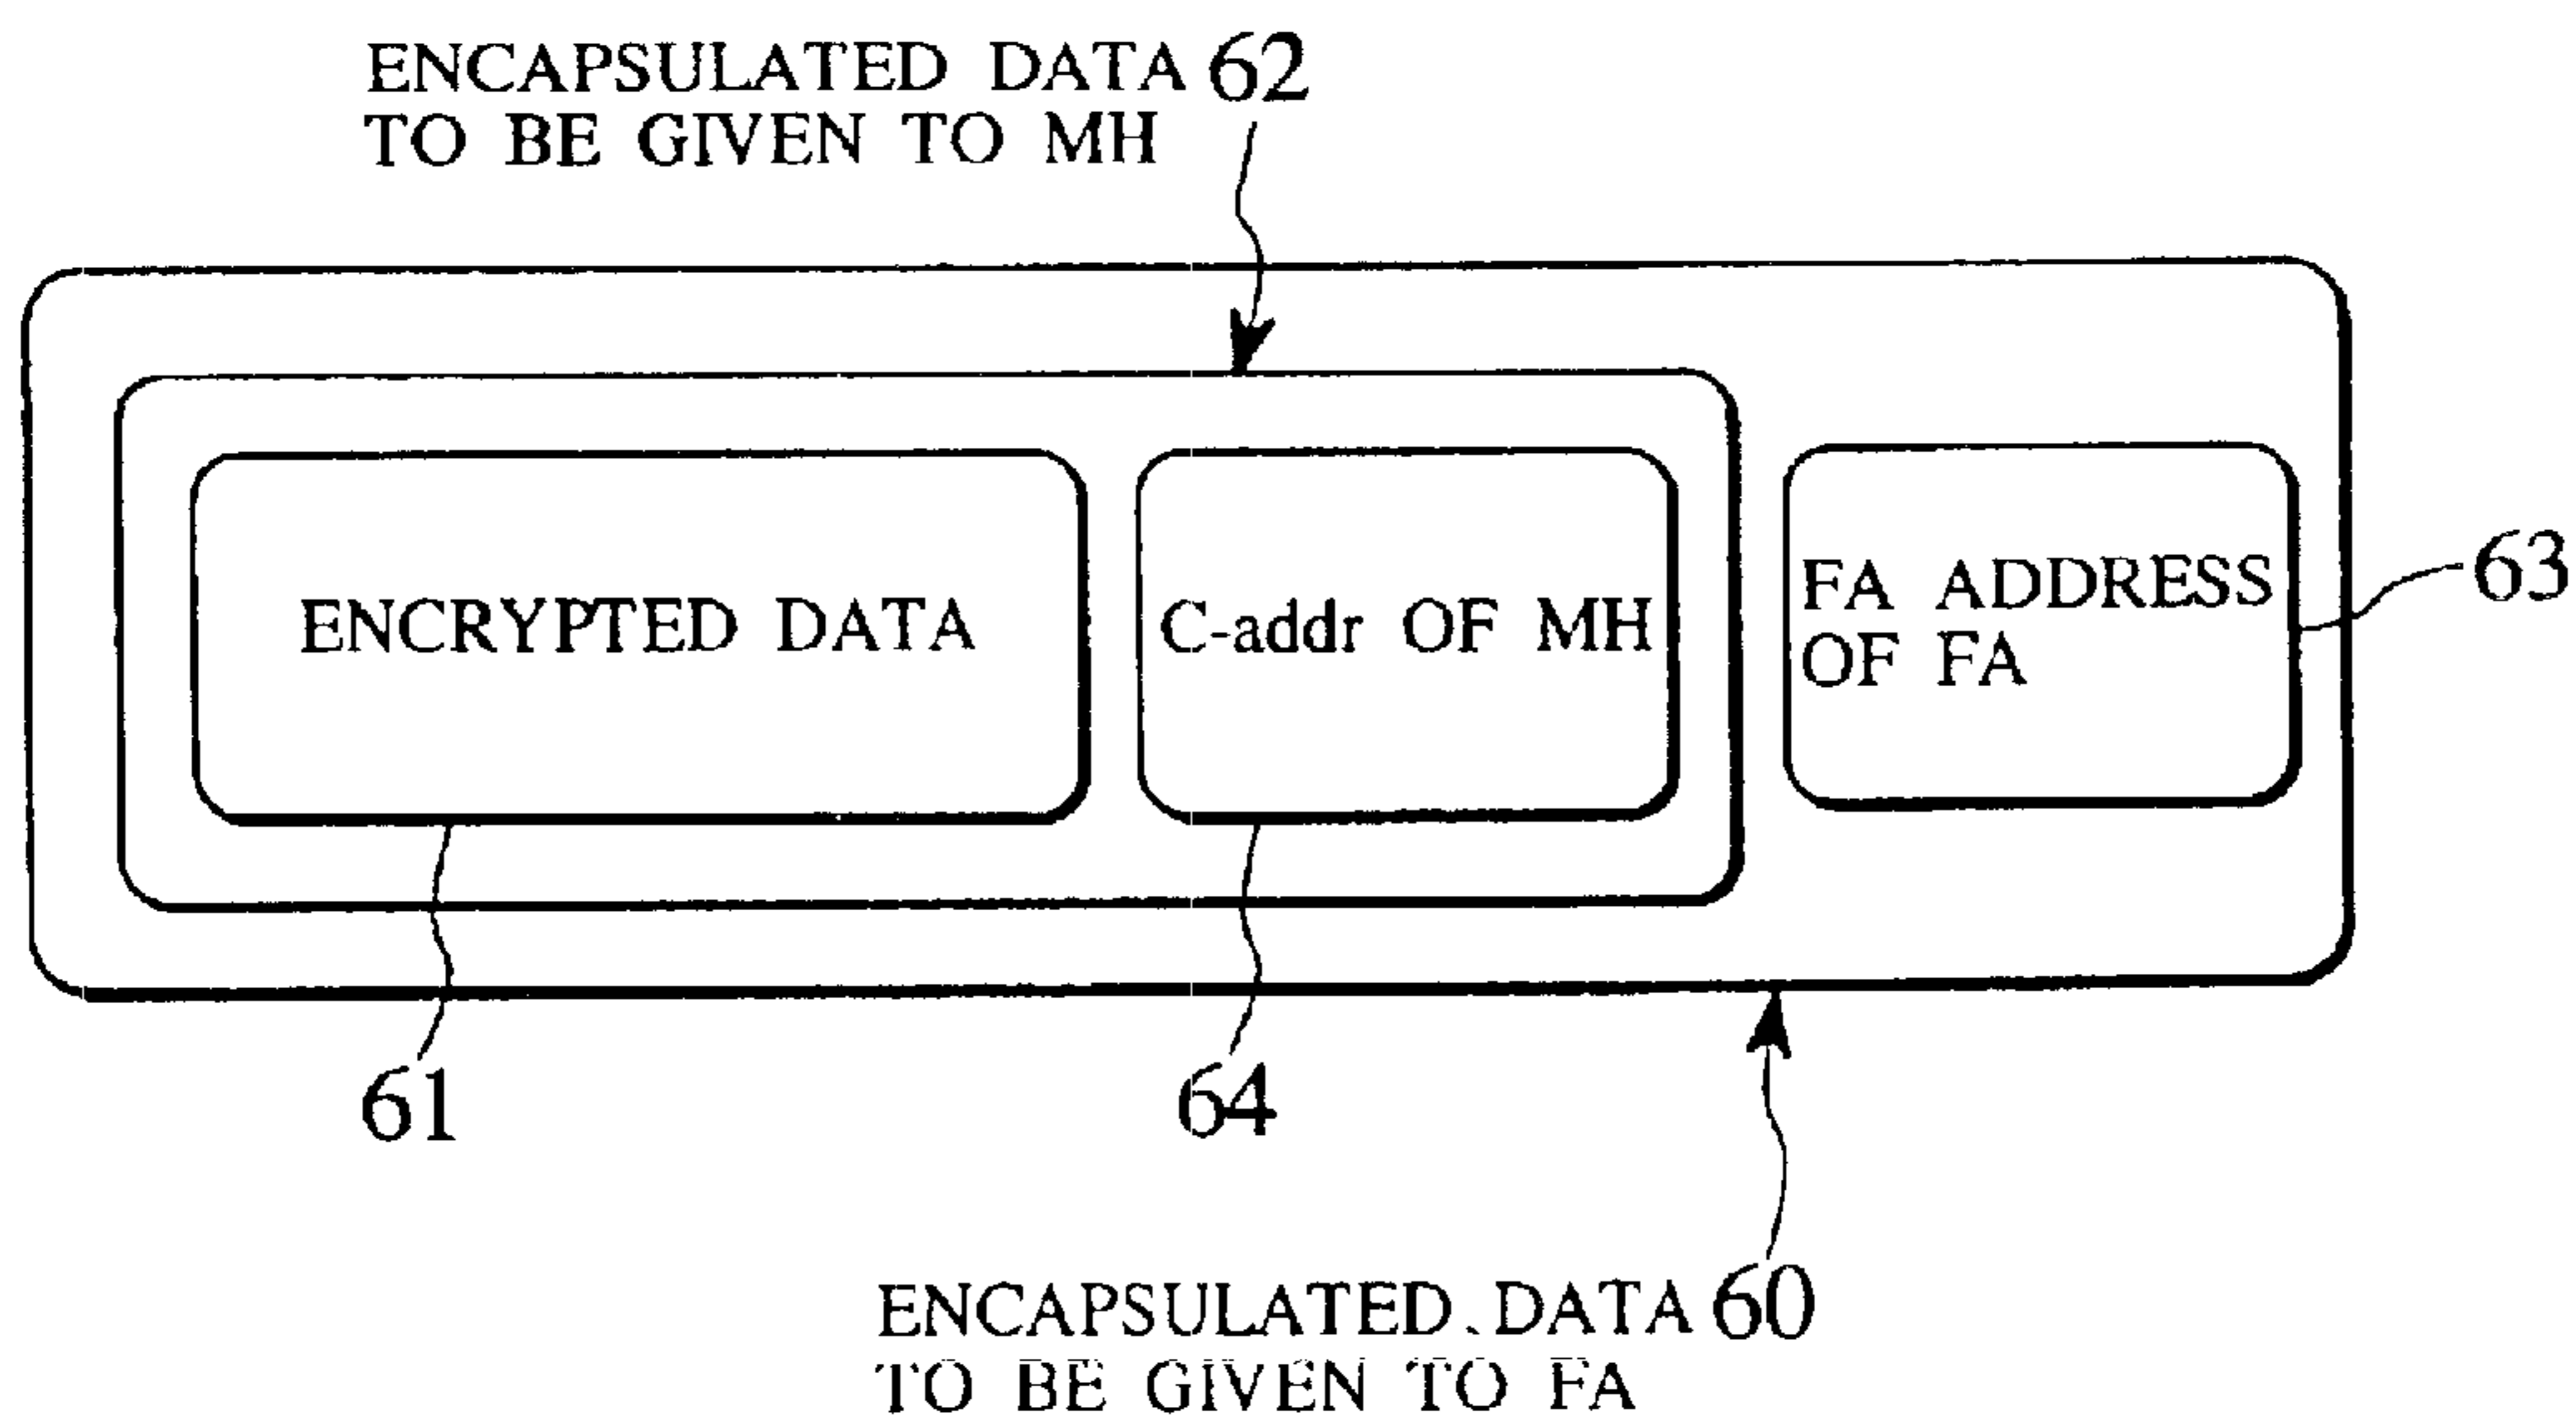 ENCAPSULATED DATA 62
TO BE GIVEN TO MH
ENCRYPTED DATA
C-addr OF MH
FA ADDRESS
OF FA
63
61
64
ENCAPSULATED DATA 60
TO BE GIVEN TO FA